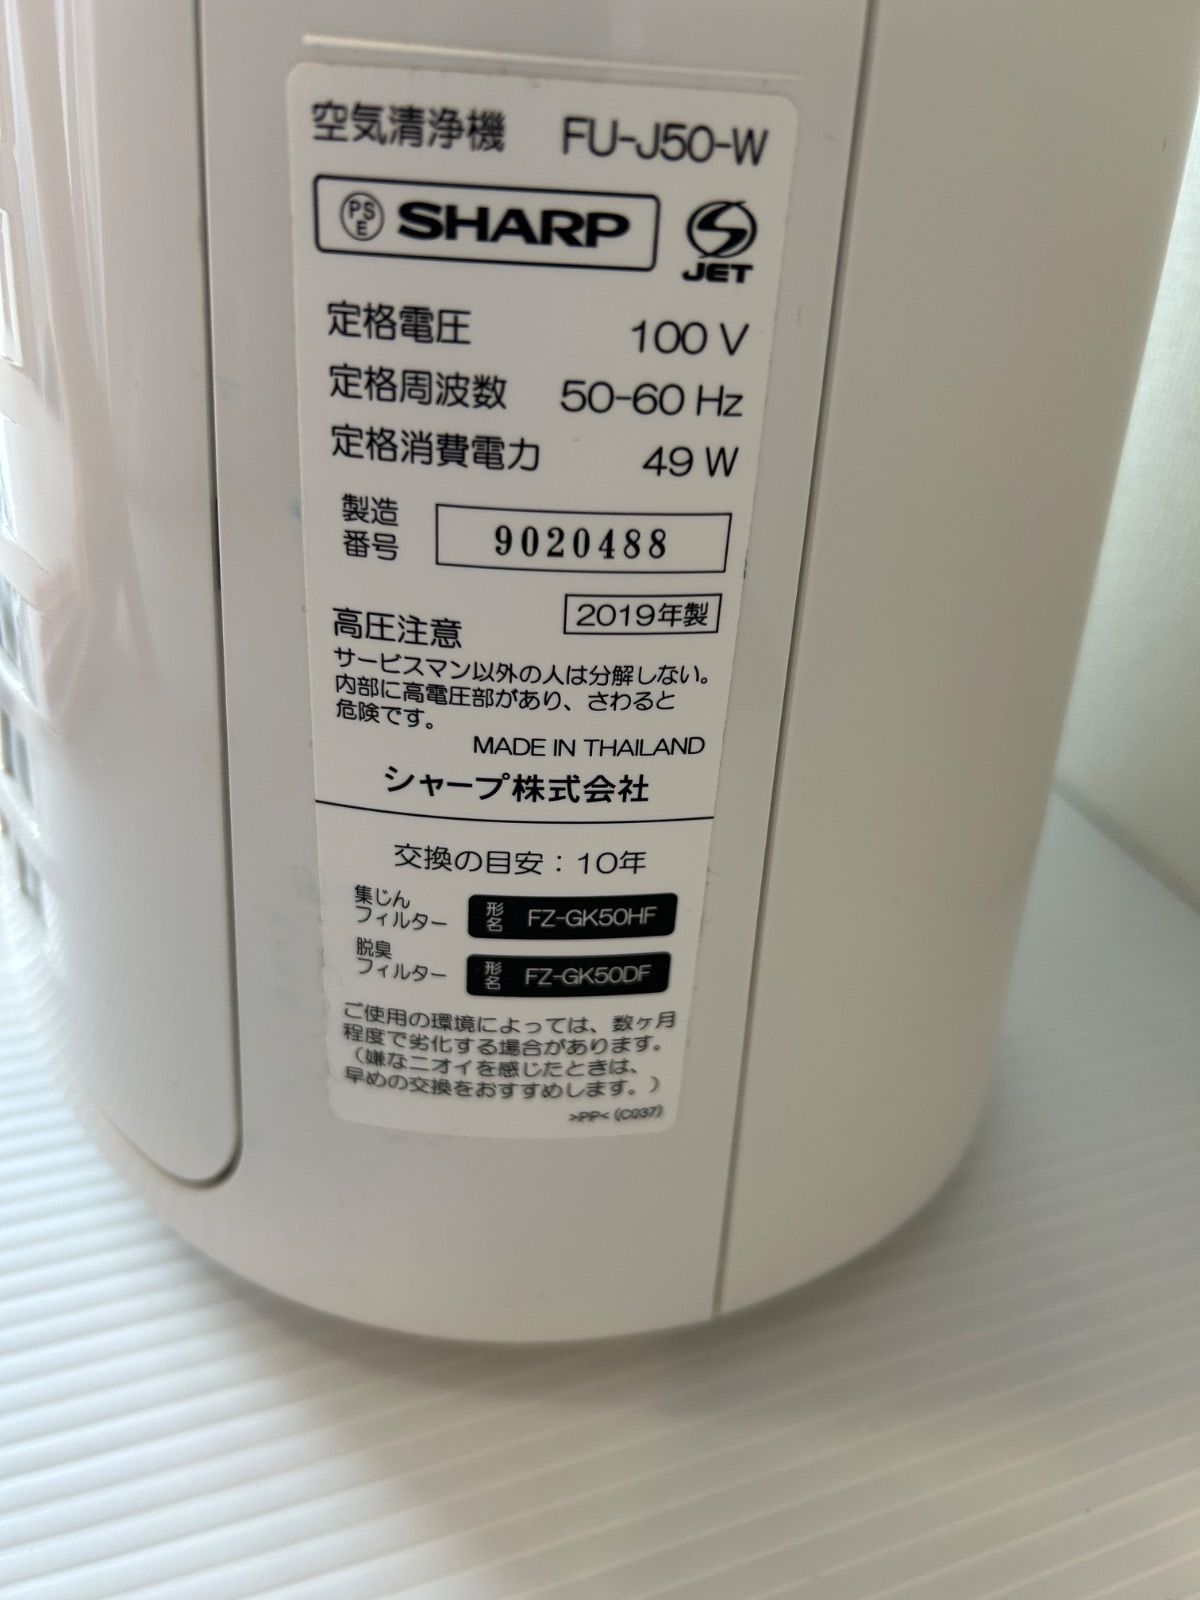 空気清浄機 FU-J50-W
PS E SHARP S JET
定格電圧 100 V
定格周波数 50-60 Hz
定格消費電力 49 W
製造番号 9020488
2019年製
高圧注意
サービスマン以外の人は分解しない。
内部に高電圧部があり、さわると
危険です。
MADE IN THAILAND
シャープ株式会社
交換の目安：10年
集じん
フィルター 形名 FZ-GK50HF
脱臭
フィルター 形名 FZ-GK50DF
ご使用の環境によっては、数ヶ月
程度で劣化する場合があります。
（嫌なニオイを感じたときは、
早めの交換をおすすめします。）
>PP< (C037)